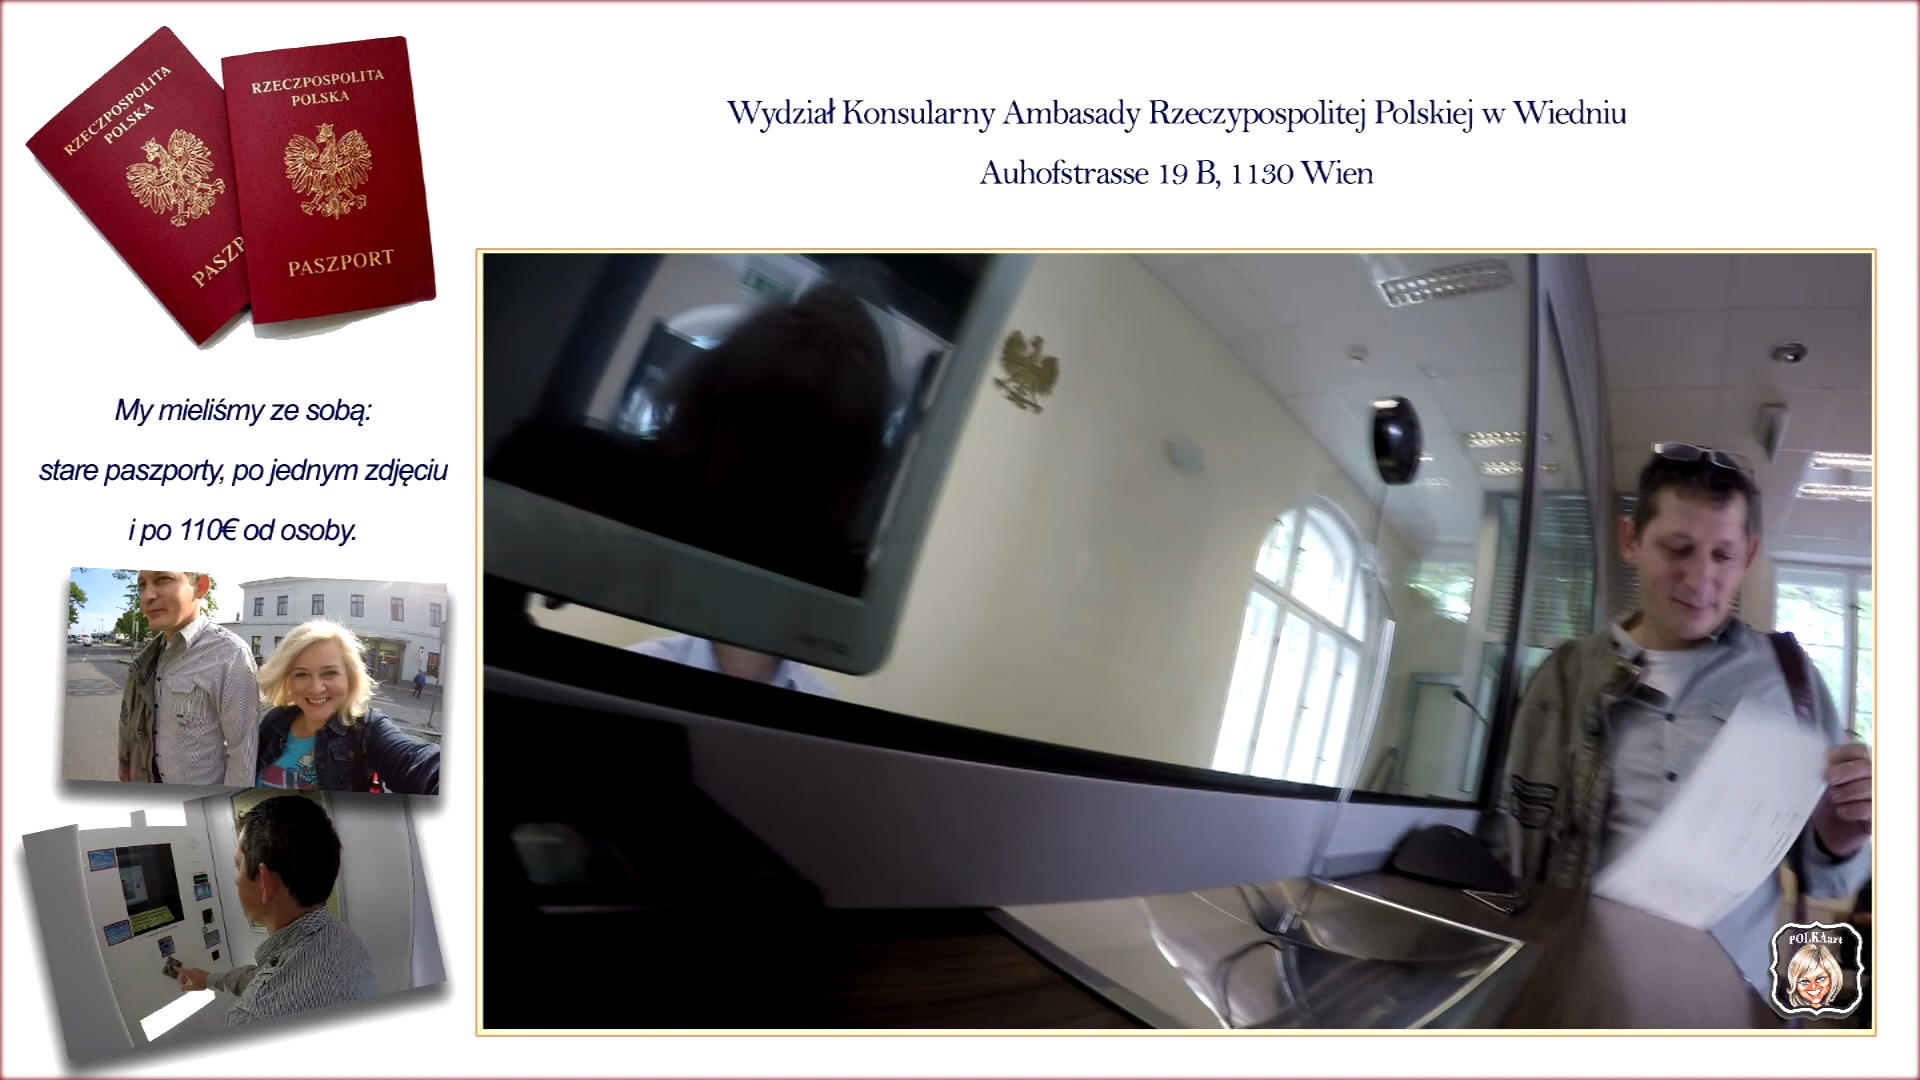 RZECZPOSPOLITA
POLSKA
PASZP
RZECZPOSPOLITA
POLSKA
PASZPORT
Wydział Konsularny Ambasady Rzeczypospolitej Polskiej w Wiedniu
Auhofstrasse 19 B, 1130 Wien
My mieliśmy ze sobą:
stare paszporty, po jednym zdjęciu
i po 110€ od osoby.
POLKAart